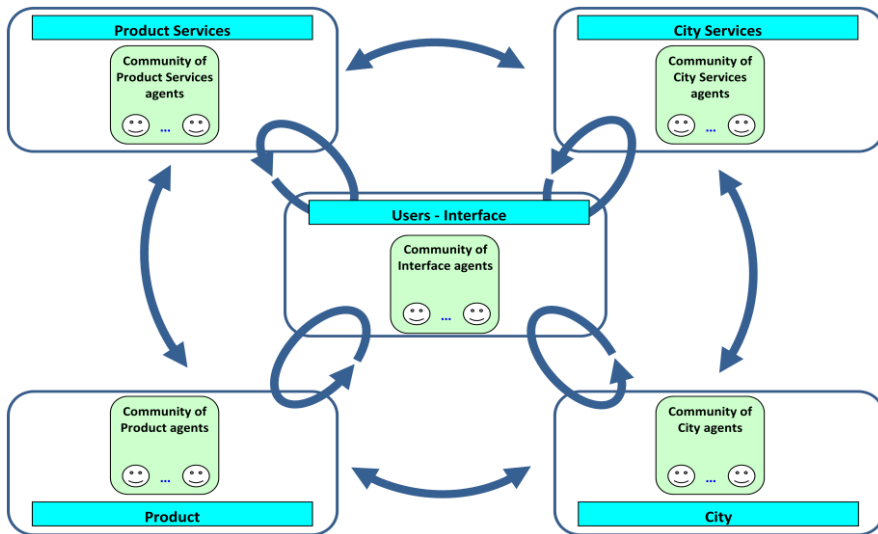 Product Services
Community of
Product Services
agents
...
City Services
Community of
City Services
agents
...
Users - Interface
Community of
Interface agents
...
Community of
Product agents
...
Product
Community of
City agents
...
City